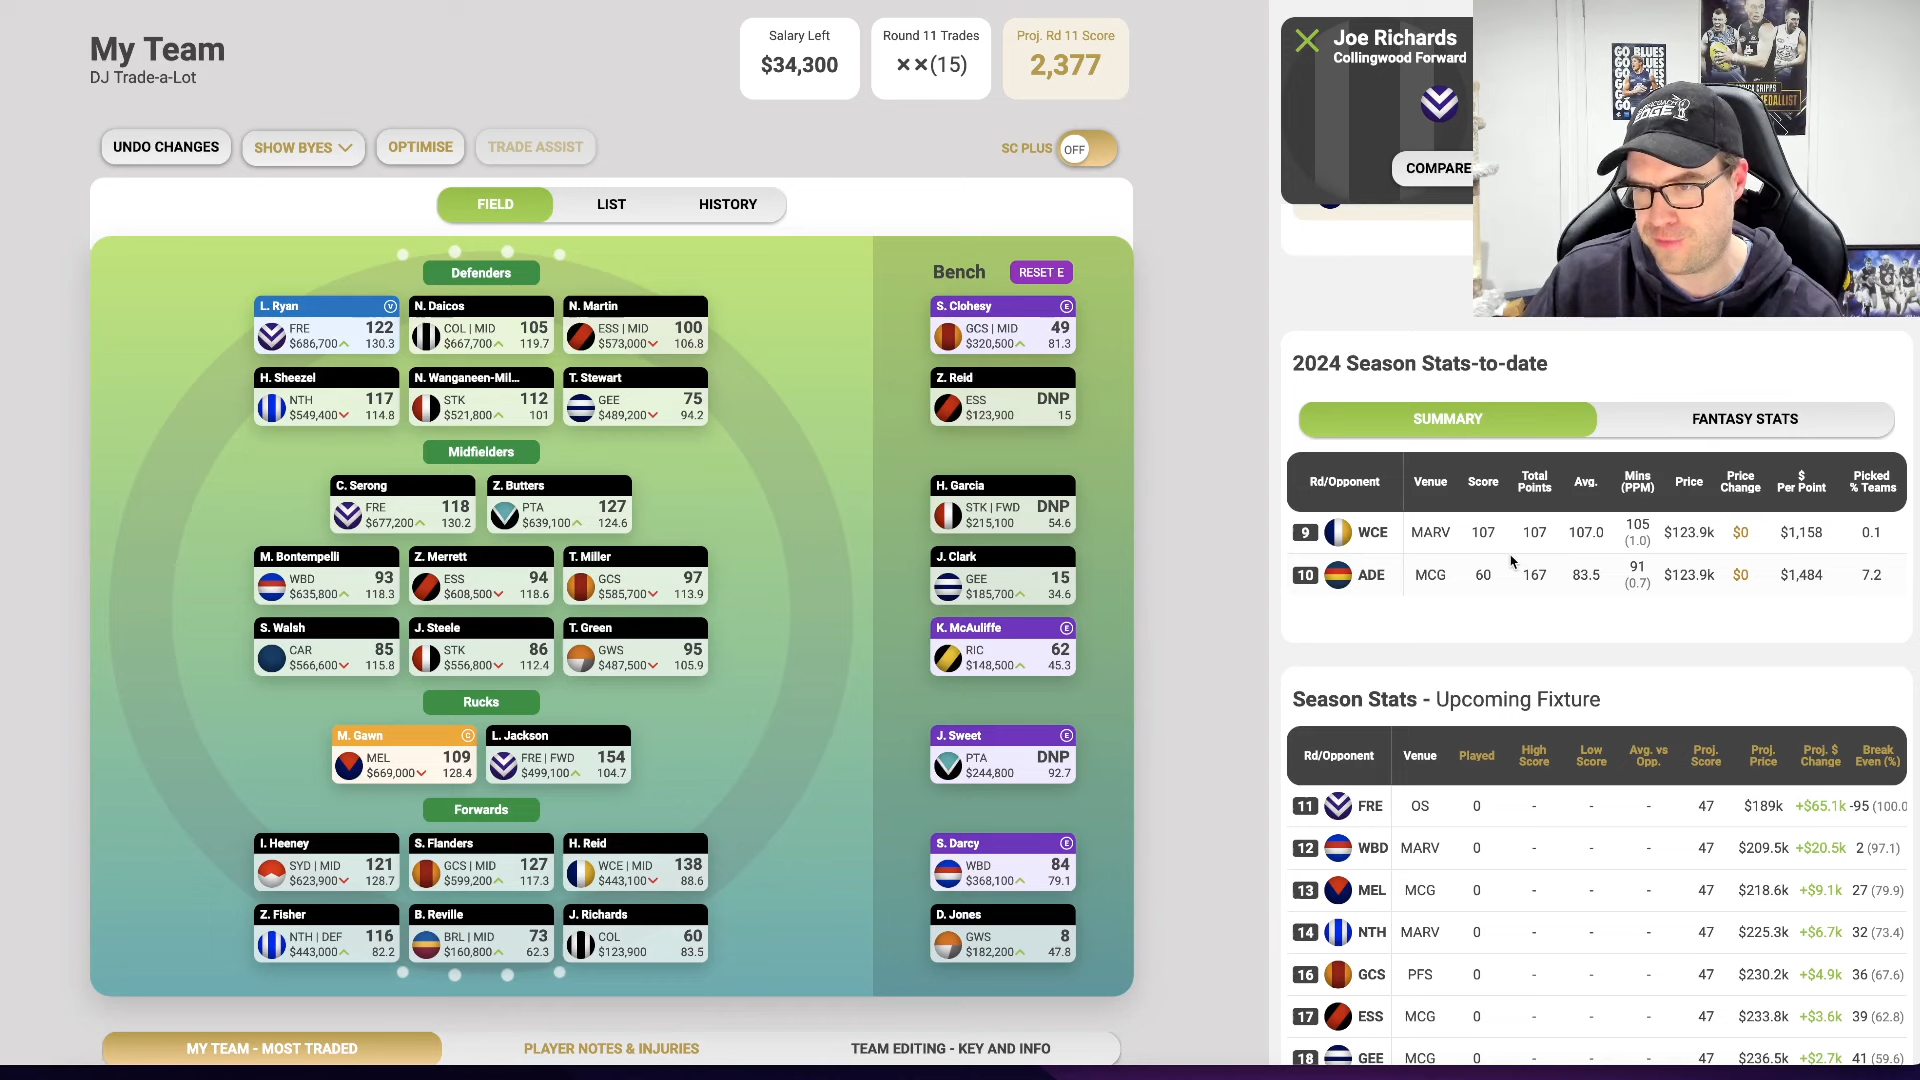 My Team
DJ Trade-a-Lot
Salary Left
$34,300
Round 11 Trades
××(15)
Proj. Rd 11 Score
2,377
UNDO CHANGES
SHOW BYES
OPTIMISE
TRADE ASSIST
SC PLUS
OFF
FIELD
LIST
HISTORY
Defenders
Bench
RESET E
L. Ryan V
FRE 122
$686,700 130.3
N. Daicos
COL | MID 105
$667,700 119.7
N. Martin
ESS | MID 100
$573,000 106.8
S. Clohesy E
GCS | MID 49
$320,500 81.3
H. Sheezel
NTH 117
$549,400 114.8
N. Wanganeen-Mil...
STK 112
$521,800 101
T. Stewart
GEE 75
$489,200 94.2
Z. Reid
ESS DNP
$123,900 15
Midfielders
C. Serong
FRE 118
$677,200 130.2
Z. Butters
PTA 127
$639,100 124.6
H. Garcia
STK | FWD DNP
$215,100 54.6
M. Bontempelli
WBD 93
$635,800 118.3
Z. Merrett
ESS 94
$608,500 118.6
T. Miller
GCS 97
$585,700 113.9
J. Clark
GEE 15
$185,700 34.6
S. Walsh
CAR 85
$566,600 115.8
J. Steele
STK 86
$556,800 112.4
T. Green
GWS 95
$487,500 105.9
K. McAuliffe E
RIC 62
$148,500 45.3
Rucks
M. Gawn C
MEL 109
$669,000 128.4
L. Jackson
FRE | FWD 154
$499,100 104.7
J. Sweet E
PTA DNP
$244,800 92.7
Forwards
I. Heeney
SYD | MID 121
$623,900 128.7
S. Flanders
GCS | MID 127
$599,200 117.3
H. Reid
WCE | MID 138
$443,100 88.6
S. Darcy E
WBD 84
$368,100 79.1
Z. Fisher
NTH | DEF 116
$443,000 82.2
B. Reville
BRL | MID 73
$160,800 62.3
J. Richards
COL 60
$123,900 83.5
D. Jones
GWS 8
$182,200 47.8
MY TEAM - MOST TRADED
PLAYER NOTES & INJURIES
TEAM EDITING - KEY AND INFO
Joe Richards
Collingwood Forward
COMPARE
GO BLUES
EDGE
2024 Season Stats-to-date
SUMMARY
FANTASY STATS
Rd/Opponent Venue Score Total Points Avg. Mins (PPM) Price Price Change $ Per Point Picked % Teams
9 WCE MARV 107 107 107.0 105 (1.0) $123.9k $0 $1,158 0.1
10 ADE MCG 60 167 83.5 91 (0.7) $123.9k $0 $1,484 7.2
Season Stats - Upcoming Fixture
Rd/Opponent Venue Played High Score Low Score Avg. vs Opp. Proj. Score Proj. Price Proj. $ Change Break Even (%)
11 FRE OS 0 - - - 47 $189k +$65.1k -95 (100.0
12 WBD MARV 0 - - - 47 $209.5k +$20.5k 2 (97.1)
13 MEL MCG 0 - - - 47 $218.6k +$9.1k 27 (79.9)
14 NTH MARV 0 - - - 47 $225.3k +$6.7k 32 (73.4)
16 GCS PFS 0 - - - 47 $230.2k +$4.9k 36 (67.6)
17 ESS MCG 0 - - - 47 $233.8k +$3.6k 39 (62.8)
18 GEE MCG 0 - - - 47 $236.5k +$2.7k 41 (59.6)